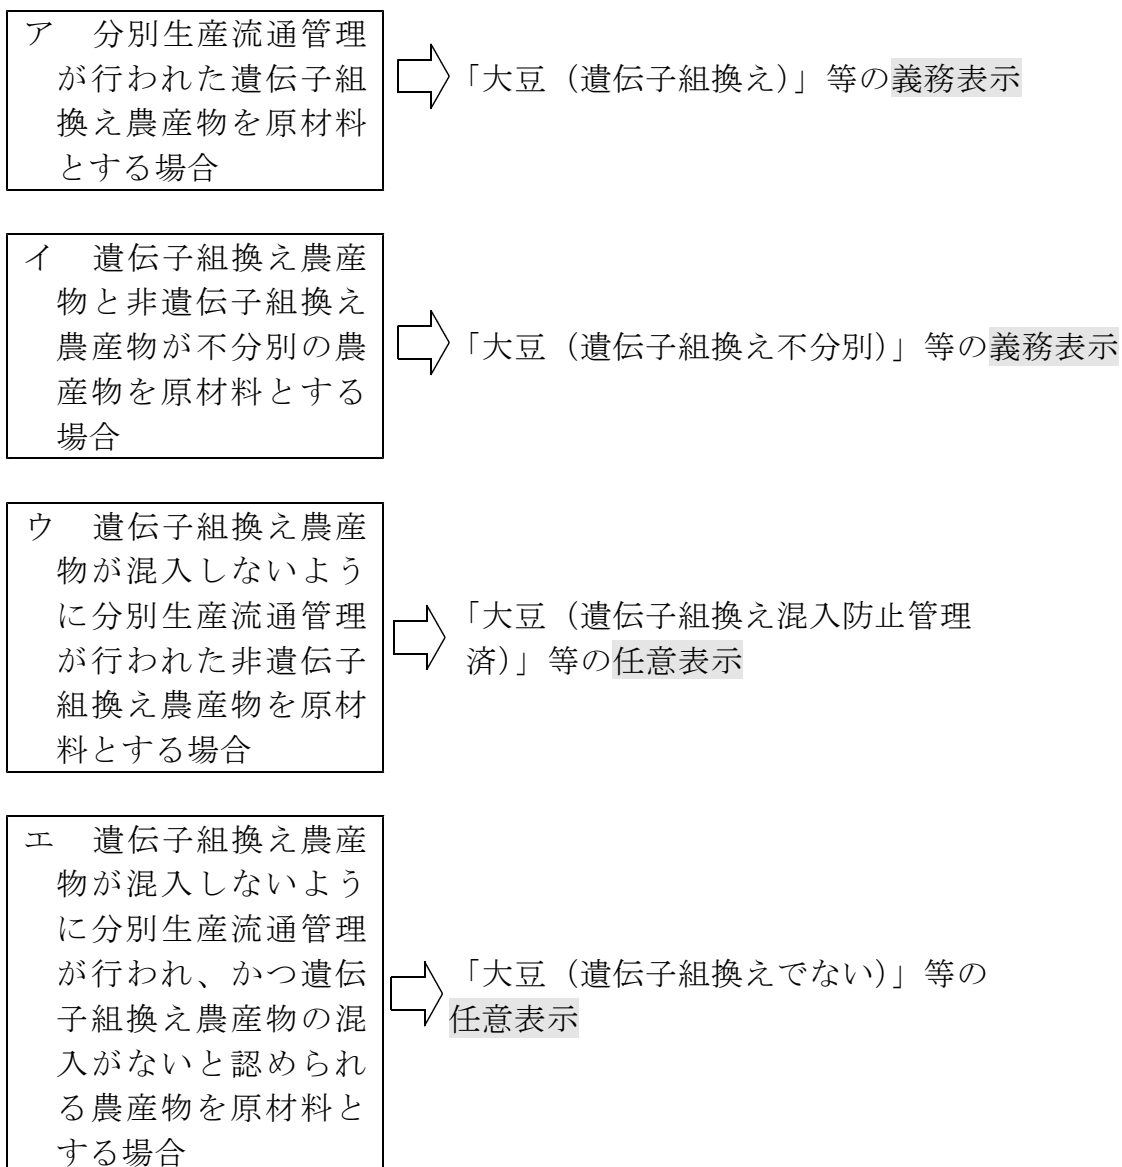 ア 分別生産流通管理
が行われた遺伝子組
換え農産物を原材料
とする場合
「大豆（遺伝子組換え）」等の義務表示
イ 遺伝子組換え農産
物と非遺伝子組換え
農産物が不分別の農
産物を原材料とする
場合
「大豆（遺伝子組換え不分別）」等の義務表示
ウ 遺伝子組換え農産
物が混入しないよう
に分別生産流通管理
が行われた非遺伝子
組換え農産物を原材
料とする場合
「大豆（遺伝子組換え混入防止管理
済）」等の任意表示
エ 遺伝子組換え農産
物が混入しないよう
に分別生産流通管理
が行われ、かつ遺伝
子組換え農産物の混
入がないと認められ
る農産物を原材料と
する場合
「大豆（遺伝子組換えでない）」等の
任意表示